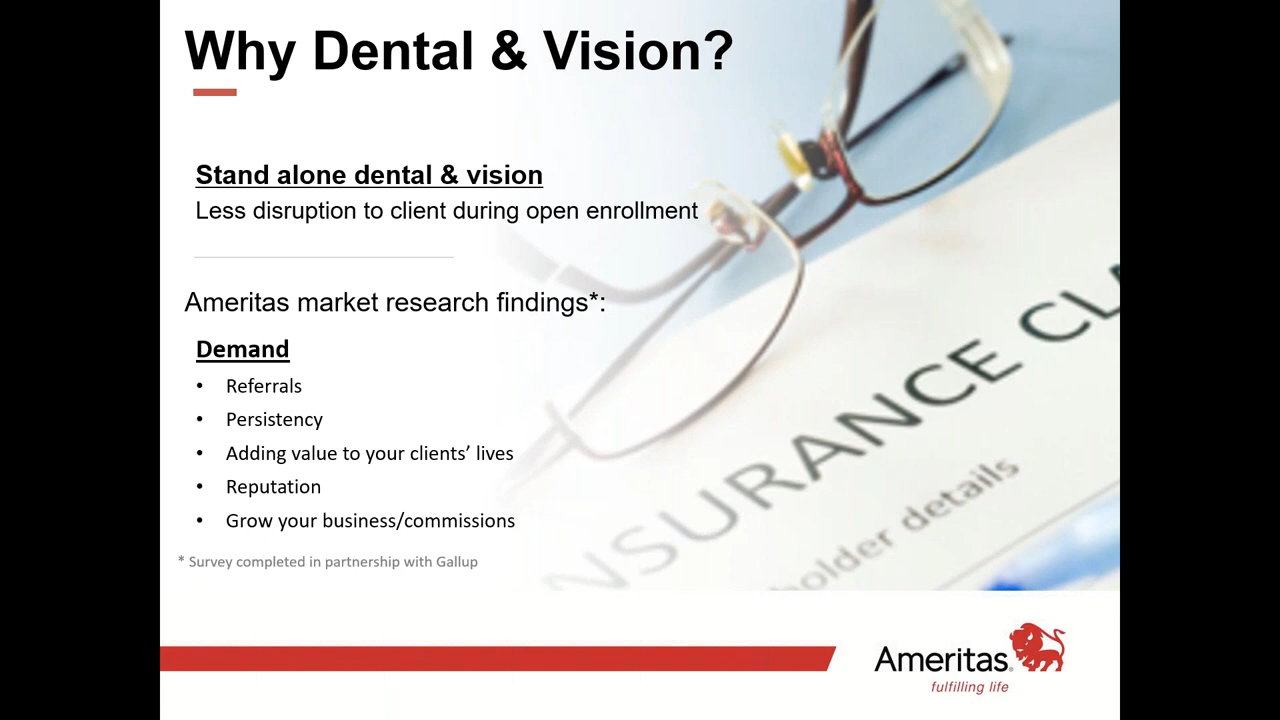 Why Dental & Vision?
Stand alone dental & vision
Less disruption to client during open enrollment
Ameritas market research findings*:
Demand
• Referrals
• Persistency
• Adding value to your clients’ lives
• Reputation
• Grow your business/commissions
* Survey completed in partnership with Gallup
NSURANCE CLA
holder details
Ameritas®
fulfilling life